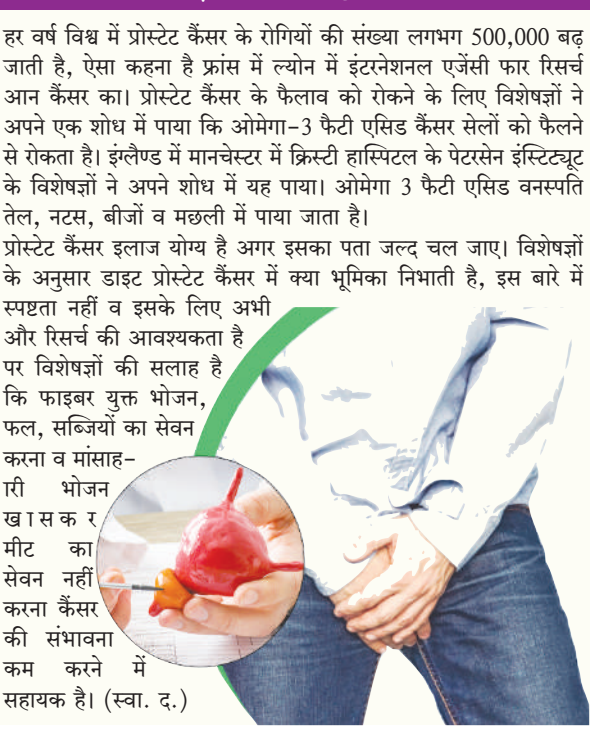 हर वर्ष विश्व में प्रोस्टेट कैंसर के रोगियों की संख्या लगभग 500,000 बढ़
जाती है, ऐसा कहना है फ्रांस में ल्योन में इंटरनेशनल एजेंसी फार रिसर्च
आन कैंसर का। प्रोस्टेट कैंसर के फैलाव को रोकने के लिए विशेषज्ञों ने
अपने एक शोध में पाया कि ओमेगा-3 फैटी एसिड कैंसर सेलों को फैलने
से रोकता है। इंग्लैण्ड में मानचेस्टर में क्रिस्टी हास्पिटल के पेटरसेन इंस्टिट्यूट
के विशेषज्ञों ने अपने शोध में यह पाया। ओमेगा 3 फैटी एसिड वनस्पति
तेल, नटस, बीजों व मछली में पाया जाता है।
प्रोस्टेट कैंसर इलाज योग्य है अगर इसका पता जल्द चल जाए। विशेषज्ञों
के अनुसार डाइट प्रोस्टेट कैंसर में क्या भूमिका निभाती है, इस बारे में
स्पष्टता नहीं व इसके लिए अभी
और रिसर्च की आवश्यकता है
पर विशेषज्ञों की सलाह है
कि फाइबर युक्त भोजन,
फल, सब्जियों का सेवन
करना व मांसाह-
ारी भोजन
खासकर
मीट का
सेवन नहीं
करना कैंसर
की संभावना
कम करने में
सहायक है। (स्वा. द.)